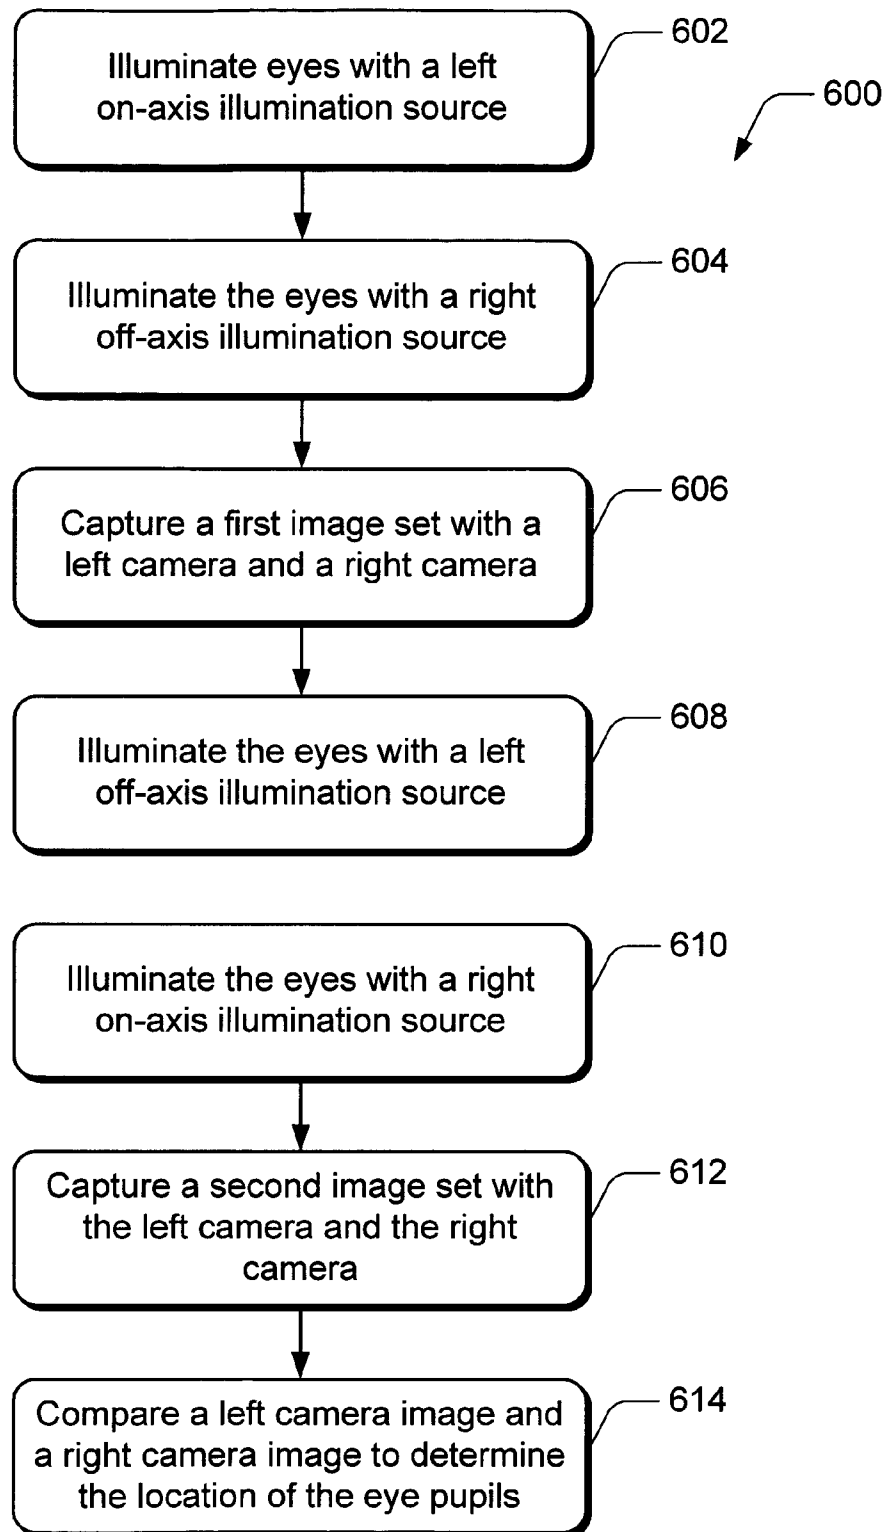 Illuminate eyes with a left
on-axis illumination source
602
600
Illuminate the eyes with a right
off-axis illumination source
604
Capture a first image set with a
left camera and a right camera
606
Illuminate the eyes with a left
off-axis illumination source
608
Illuminate the eyes with a right
on-axis illumination source
610
Capture a second image set with
the left camera and the right
camera
612
Compare a left camera image and
a right camera image to determine
the location of the eye pupils
614